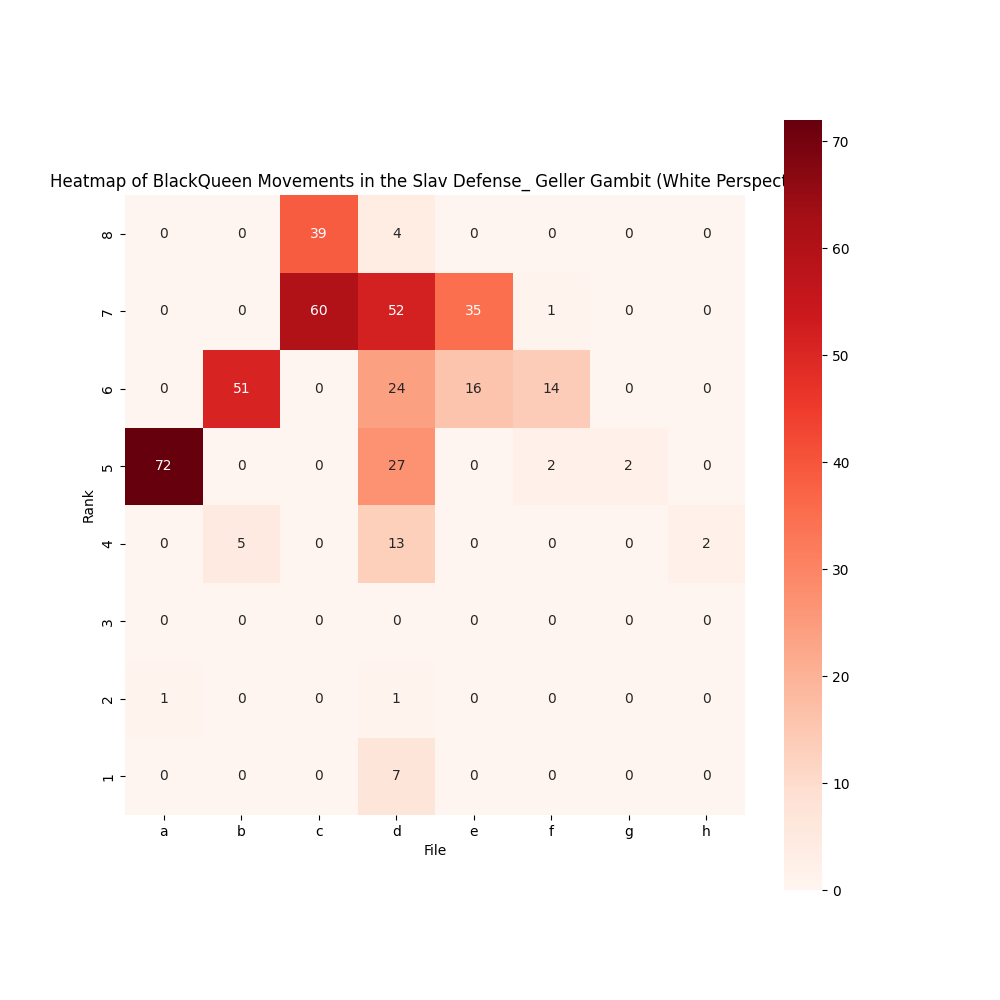 Heatmap of BlackQueen Movements in the Slav Defense_ Geller Gambit (White Perspect
70
60
50
40
30
20
10
0
Rank
8 0 0 39 4 0 0 0 0
7 0 0 60 52 35 1 0 0
6 0 51 0 24 16 14 0 0
5 72 0 0 27 0 2 2 0
4 0 5 0 13 0 0 0 2
3 0 0 0 0 0 0 0 0
2 1 0 0 1 0 0 0 0
1 0 0 0 7 0 0 0 0
a b c d e f g h
File